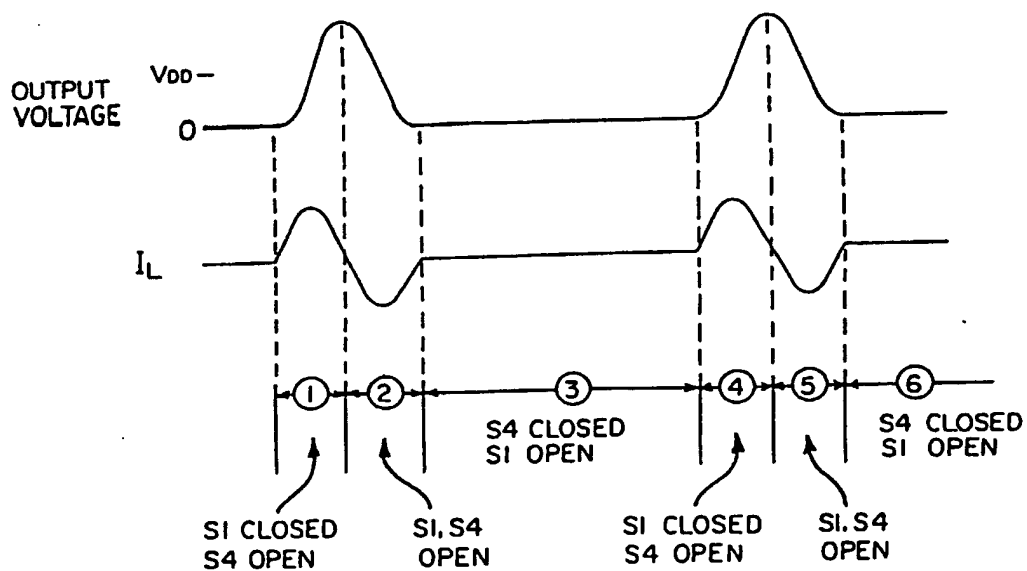 OUTPUT
VOLTAGE
VDD
0
IL
1
2
3
4
5
6
S4 CLOSED
S1 OPEN
S4 CLOSED
S1 OPEN
S1 CLOSED
S4 OPEN
S1, S4
OPEN
S1 CLOSED
S4 OPEN
S1, S4
OPEN